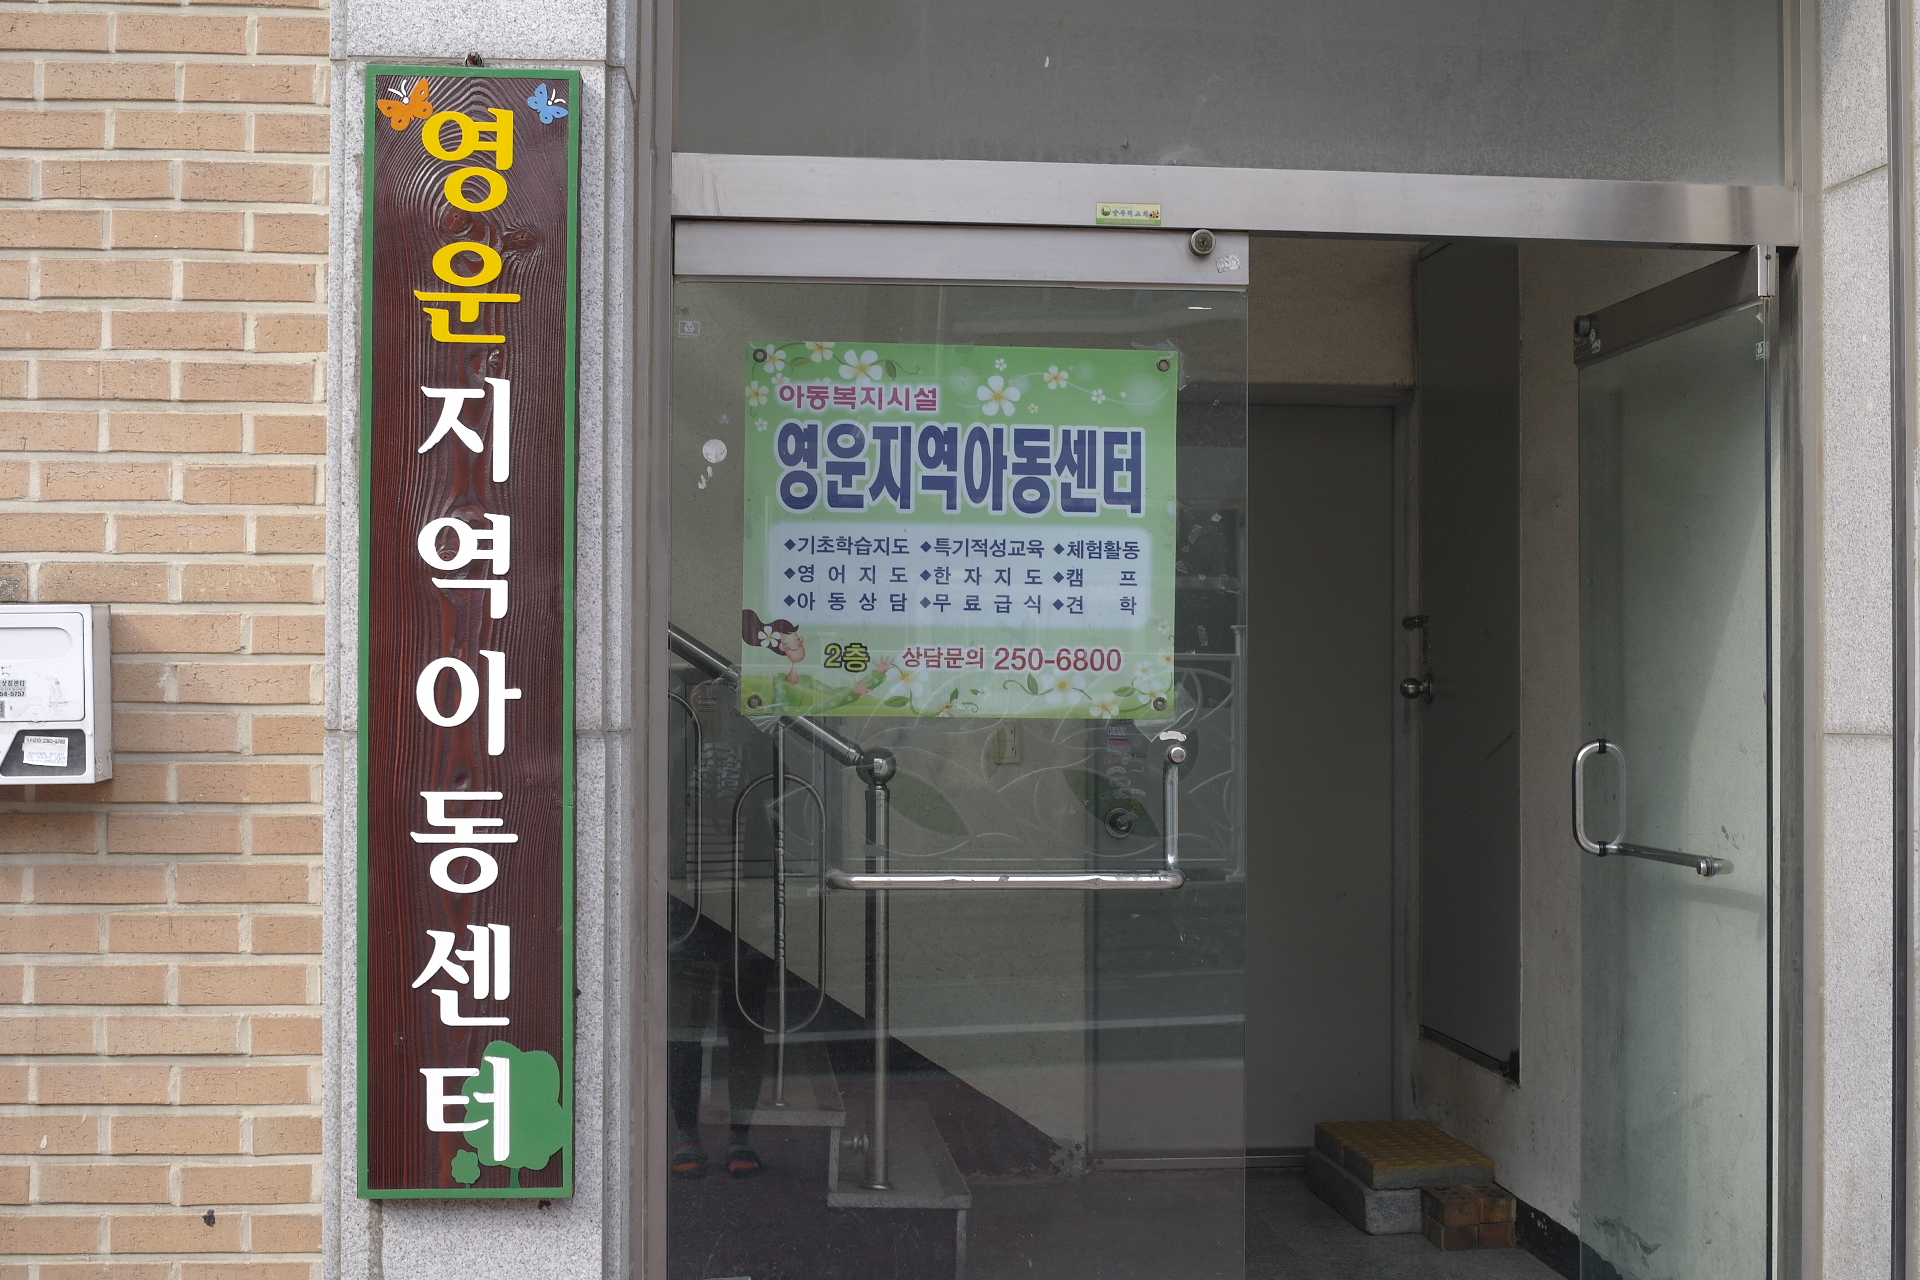 영운지역아동센터
아동복지시설
영운지역아동센터
◆기초학습지도 ◆특기적성교육 ◆체험활동
◆영어지도 ◆한자지도 ◆캠프
◆아동상담 ◆무료급식 ◆견학
2층 상담문의 250-6800
54-5757